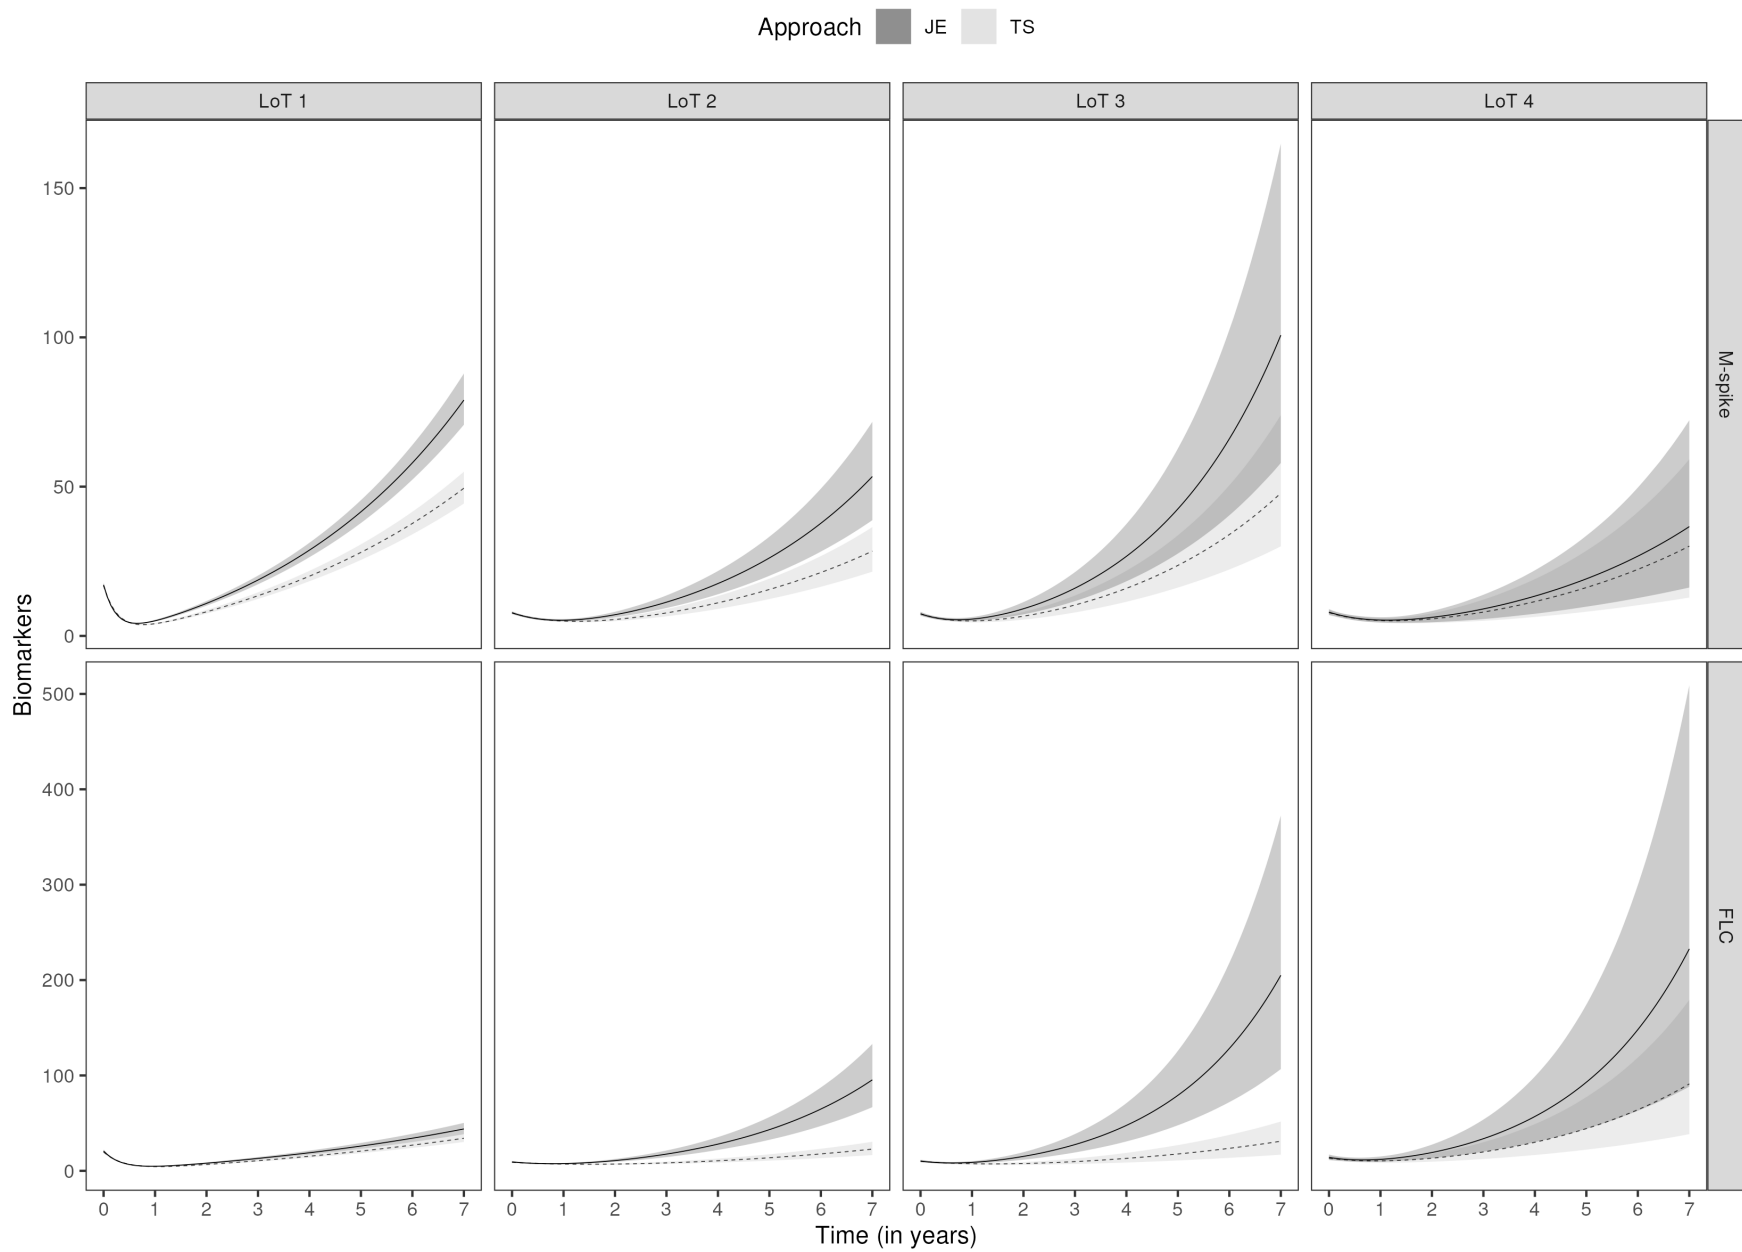 Approach JE TS
LoT 1 LoT 2 LoT 3 LoT 4
150
100
50
0
M-spike
Biomarkers
500
400
300
200
100
0
FLC
0 1 2 3 4 5 6 7 0 1 2 3 4 5 6 7 0 1 2 3 4 5 6 7 0 1 2 3 4 5 6 7
Time (in years)